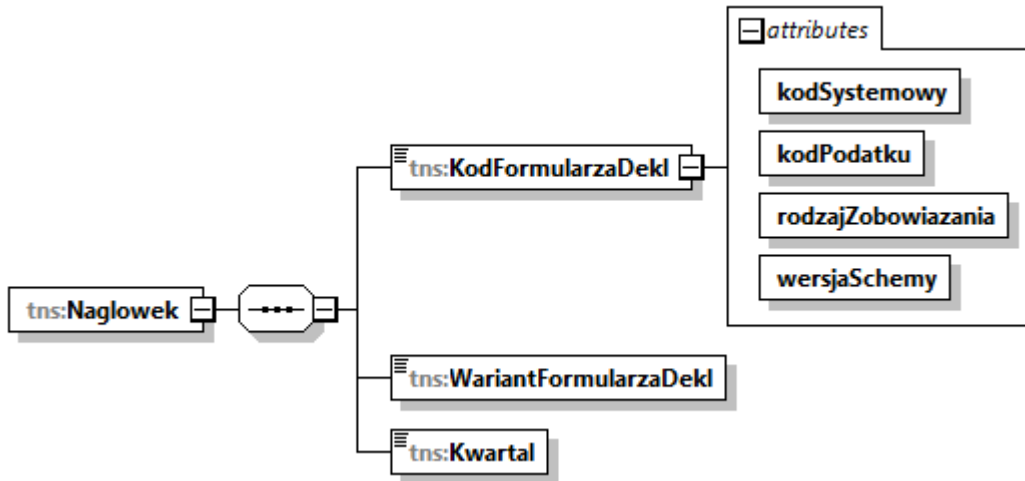 attributes
kodSystemowy
kodPodatku
rodzajZobowiazania
wersjaSchemy
tns:KodFormularzaDekl
tns:Naglowek
tns:WariantFormularzaDekl
tns:Kwartal